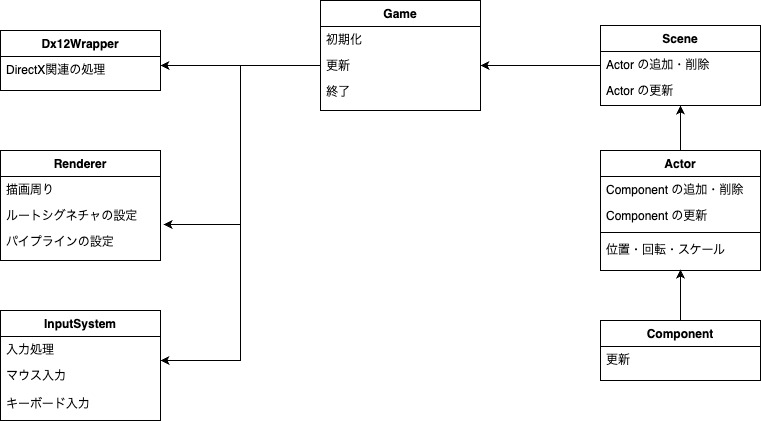 Game
初期化
更新
終了
Dx12Wrapper
DirectX関連の処理
Renderer
描画周り
ルートシグネチャの設定
パイプラインの設定
InputSystem
入力処理
マウス入力
キーボード入力
Scene
Actor の追加・削除
Actor の更新
Actor
Component の追加・削除
Component の更新
位置・回転・スケール
Component
更新